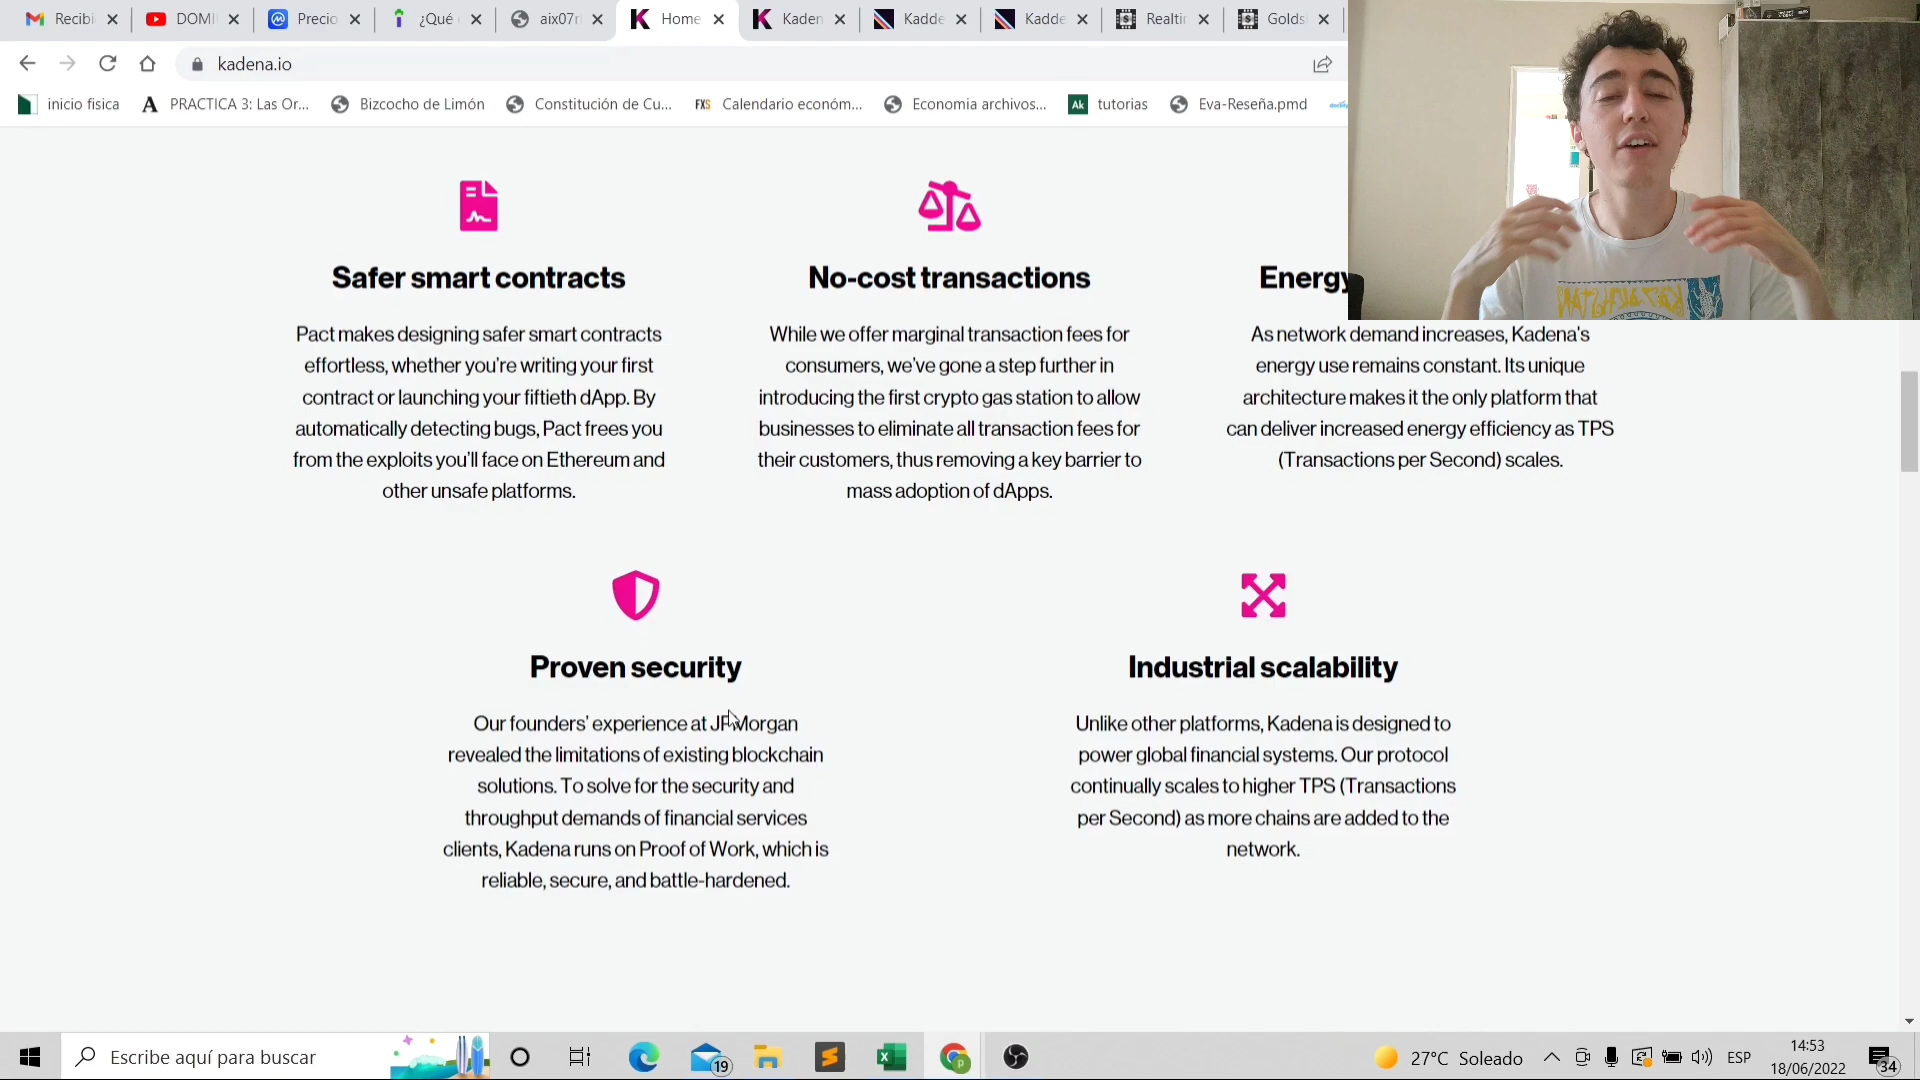 Recibi
DOMI
Precio
¿Qué
aix07r
Home
Kaden
Kadde
Kadde
Realti
Golds
kadena.io
inicio fisica
PRACTICA 3: Las Or...
Bizcocho de Limón
Constitución de Cu...
FXS
Calendario económ...
Economia archivos...
Ak
tutorias
Eva-Reseña.pmd
Safer smart contracts
Pact makes designing safer smart contracts
effortless, whether you're writing your first
contract or launching your fiftieth dApp. By
automatically detecting bugs, Pact frees you
from the exploits you'll face on Ethereum and
other unsafe platforms.
No-cost transactions
While we offer marginal transaction fees for
consumers, we've gone a step further in
introducing the first crypto gas station to allow
businesses to eliminate all transaction fees for
their customers, thus removing a key barrier to
mass adoption of dApps.
Energy
As network demand increases, Kadena's
energy use remains constant. Its unique
architecture makes it the only platform that
can deliver increased energy efficiency as TPS
(Transactions per Second) scales.
Proven security
Our founders' experience at JP Morgan
revealed the limitations of existing blockchain
solutions. To solve for the security and
throughput demands of financial services
clients, Kadena runs on Proof of Work, which is
reliable, secure, and battle-hardened.
Industrial scalability
Unlike other platforms, Kadena is designed to
power global financial systems. Our protocol
continually scales to higher TPS (Transactions
per Second) as more chains are added to the
network.
Escribe aquí para buscar
19
27°C Soleado
ESP
14:53
18/06/2022
34